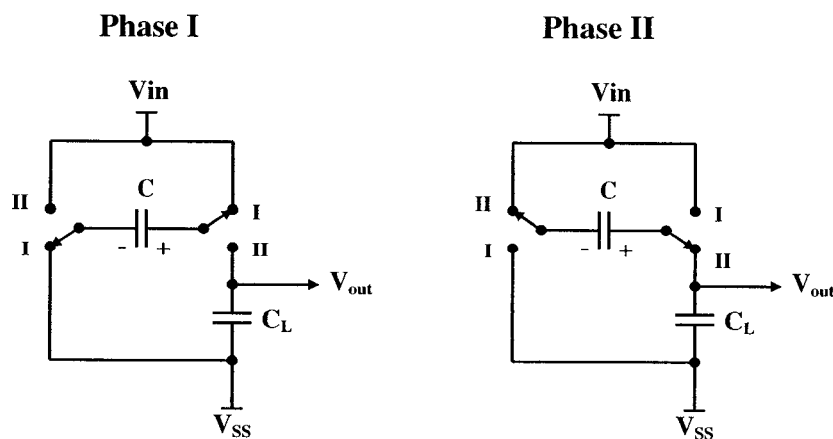 Phase I
Phase II
Vin
Vin
II
C
I
I
- +
II
Vout
CL
VSS
II
C
I
I
- +
II
Vout
CL
VSS